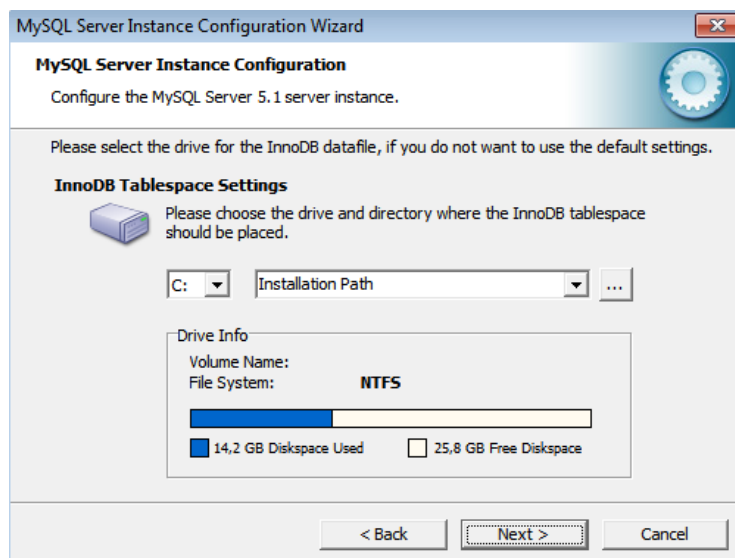 MySQL Server Instance Configuration Wizard
MySQL Server Instance Configuration
Configure the MySQL Server 5.1 server instance.
Please select the drive for the InnoDB datafile, if you do not want to use the default settings.
InnoDB Tablespace Settings
Please choose the drive and directory where the InnoDB tablespace
should be placed.
C: Installation Path ...
Drive Info
Volume Name:
File System: NTFS
14,2 GB Diskspace Used 25,8 GB Free Diskspace
< Back Next > Cancel